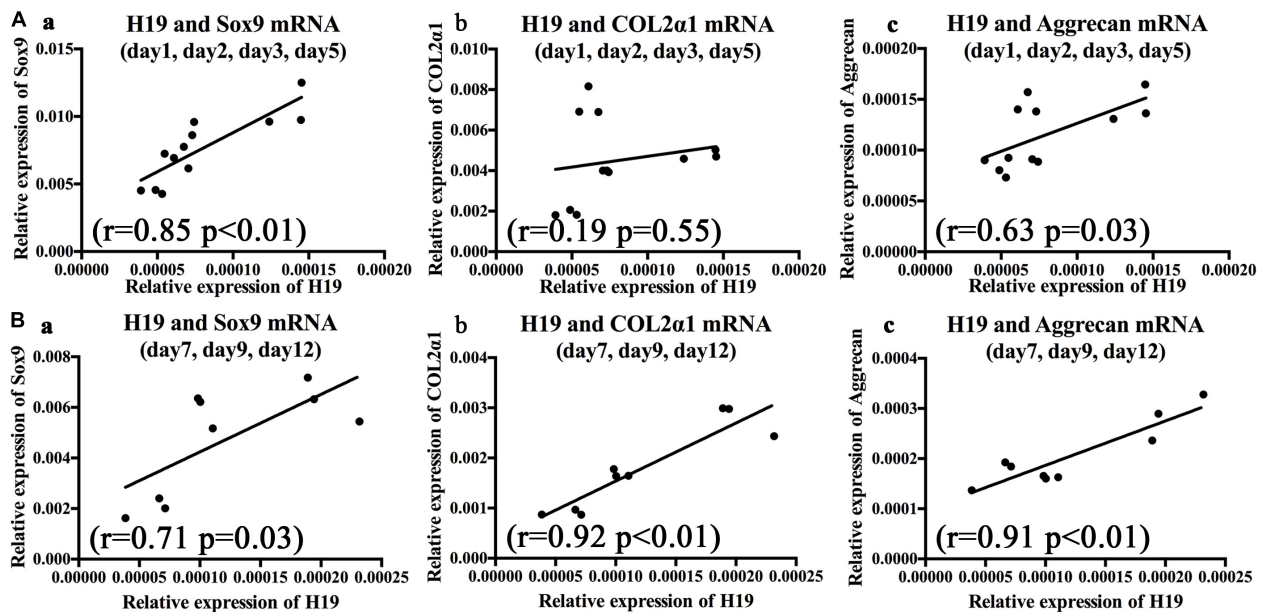 A a H19 and Sox9 mRNA
(day1, day2, day3, day5)
Relative expression of Sox9
0.015
0.010
0.005
0.000
(r=0.85 p<0.01)
0.00000 0.00005 0.00010 0.00015 0.00020
Relative expression of H19
b H19 and COL2α1 mRNA
(day1, day2, day3, day5)
Relative expression of COL2α1
0.010
0.008
0.006
0.004
0.002
0.000
(r=0.19 p=0.55)
0.00000 0.00005 0.00010 0.00015 0.00020
Relative expression of H19
c H19 and Aggrecan mRNA
(day1, day2, day3, day5)
Relative expression of Aggrecan
0.00020
0.00015
0.00010
0.00005
0.00000
(r=0.63 p=0.03)
0.00000 0.00005 0.00010 0.00015 0.00020
Relative expression of H19
B a H19 and Sox9 mRNA
(day7, day9, day12)
Relative expression of Sox9
0.008
0.006
0.004
0.002
0.000
(r=0.71 p=0.03)
0.00000 0.00005 0.00010 0.00015 0.00020 0.00025
Relative expression of H19
b H19 and COL2α1 mRNA
(day7, day9, day12)
Relative expression of COL2α1
0.004
0.003
0.002
0.001
0.000
(r=0.92 p<0.01)
0.00000 0.00005 0.00010 0.00015 0.00020 0.00025
Relative expression of H19
c H19 and Aggrecan mRNA
(day7, day9, day12)
Relative expression of Aggrecan
0.0004
0.0003
0.0002
0.0001
0.0000
(r=0.91 p<0.01)
0.00000 0.00005 0.00010 0.00015 0.00020 0.00025
Relative expression of H19